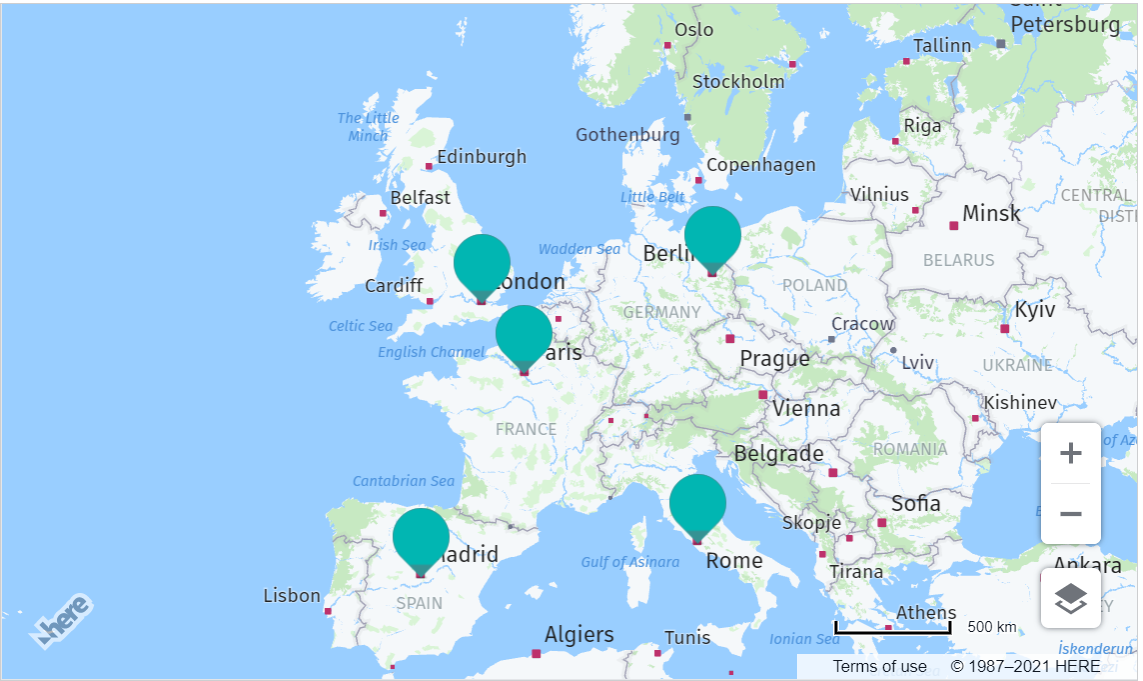 Petersburg
Oslo
Tallinn
Stockholm
The Little
Minch
Riga
Gothenburg
Edinburgh
Copenhagen
Belfast
Little Belt
Vilnius
CENTRAL
Minsk
Irish Sea
Wadden Sea
Berlin
BELARUS
Cardiff
London
POLAND
GERMANY
Kyiv
Celtic Sea
Cracow
English Channel
Paris
Prague
Lviv
UKRAINE
Kishinev
Vienna
FRANCE
ROMANIA
Belgrade
of Az
Cantabrian Sea
Sofia
Skopje
Madrid
Gulf of Asinara
Rome
Tirana
Ankara
Lisbon
SPAIN
EY
Athens
500 km
here
Algiers
Tunis
Ionian Sea
İskenderun
Terms of use © 1987–2021 HERE